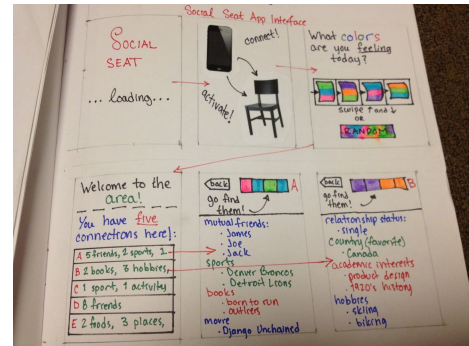 Social Seat App Interface
SOCIAL
SEAT
... loading...
connect!
activate!
What colors
are you feeling
today?
swipe ↑ and ↓
OR
RANDOM
Welcome to the
area!
You have five
connections here:
A 5 friends, 2 sports, 1..
B 2 books, 3 hobbies,
C 1 sport, 1 activity
D 8 friends
E 2 foods, 3 places,
back
A
go find
them!
mutual friends:
· James
· Joe
· Jack
sports
· Denver Broncos
· Detroit Lions
books
· born to run
· outliers
movie
· Django Unchained
back
B
go find
them!
relationship status:
· single
country (favorite)
· Canada
academic interests
· product design
· 1920's history
hobbies
· skiing
· biking